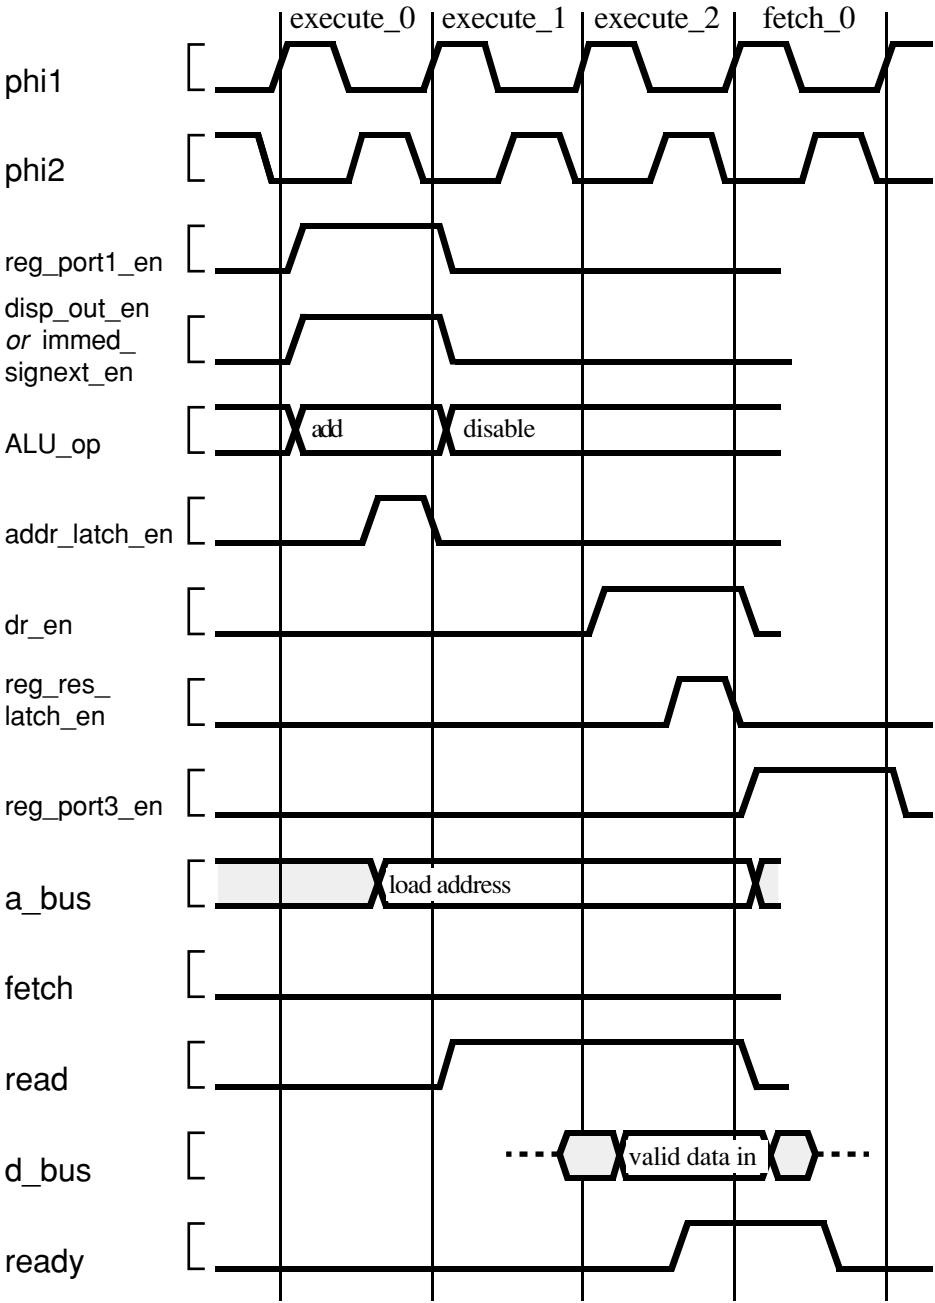 execute_0 execute_1 execute_2 fetch_0
phi1
phi2
reg_port1_en
disp_out_en
or immed_
signext_en
ALU_op add disable
addr_latch_en
dr_en
reg_res_
latch_en
reg_port3_en
a_bus load address
fetch
read
d_bus valid data in
ready